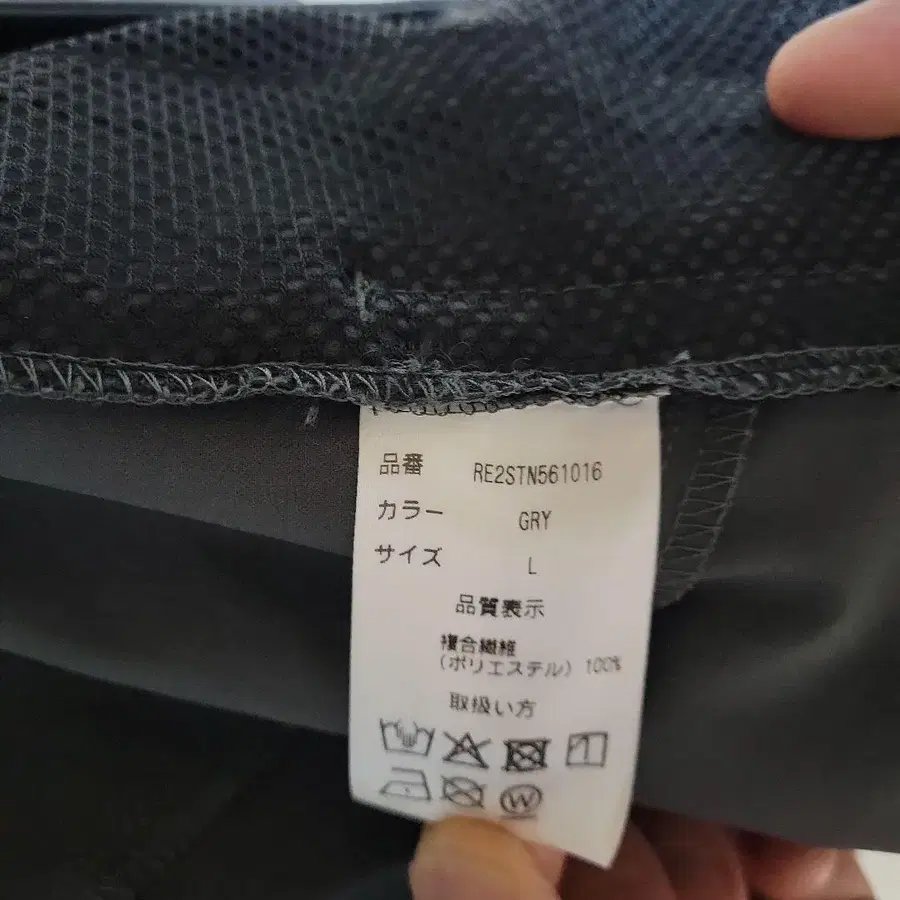 品番 RE2STN561016
カラー GRY
サイズ L
品質表示
複合繊維
(ポリエステル) 100%
取扱い方
W